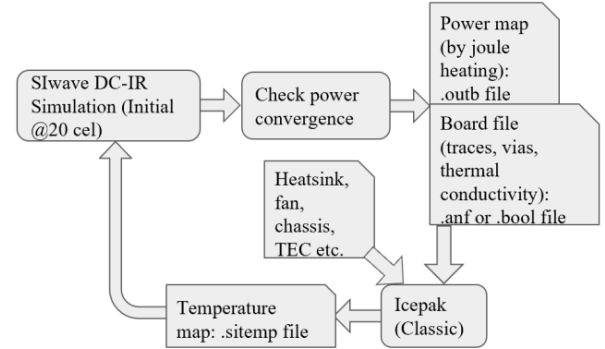 Power map
(by joule
heating):
.outb file
SIwave DC-IR
Simulation (Initial
@20 cel)
Check power
convergence
Board file
(traces, vias,
thermal
conductivity):
.anf or .bool file
Heatsink,
fan,
chassis,
TEC etc.
Temperature
map: .sitemp file
Icepak
(Classic)